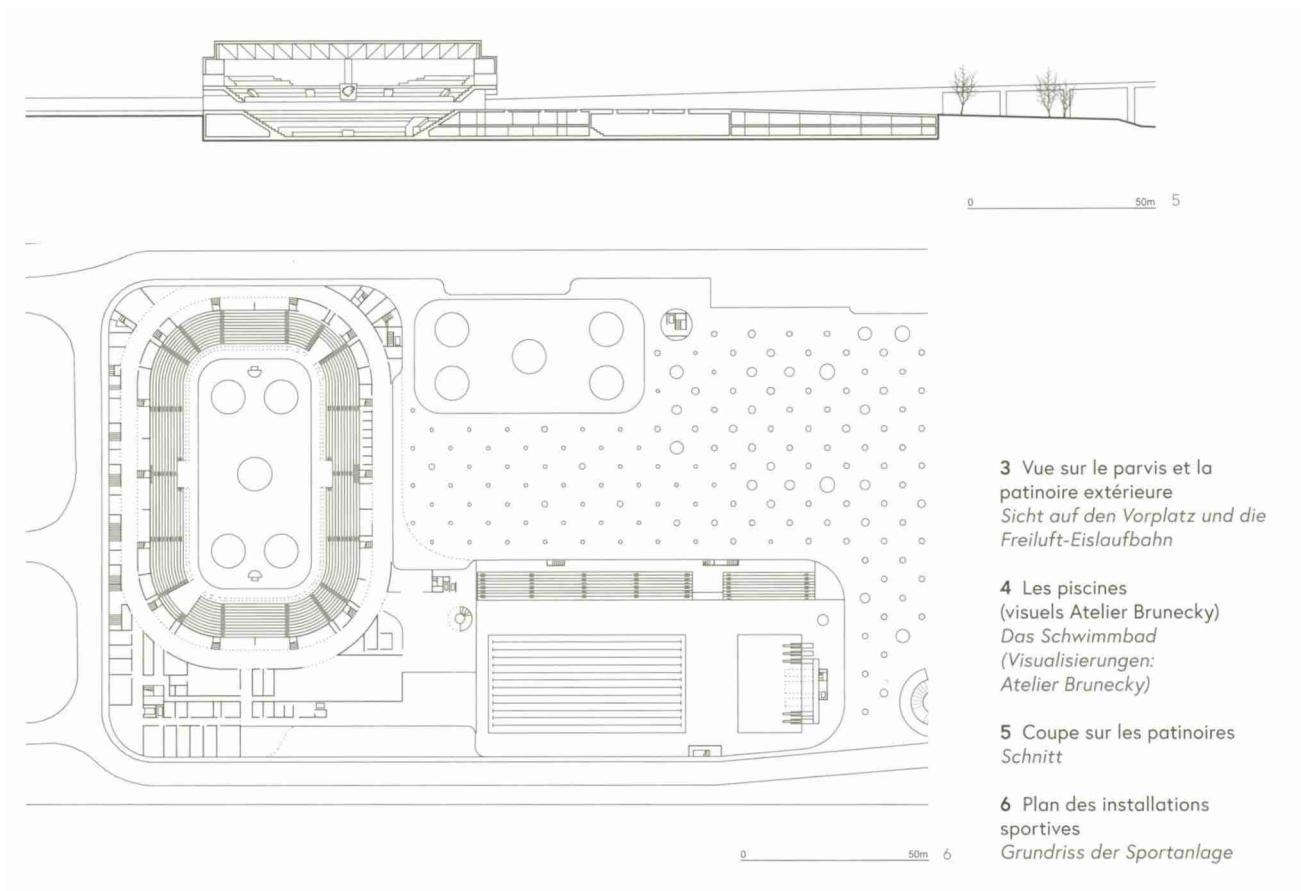 0 50m 5
0 50m 6
3 Vue sur le parvis et la
patinoire extérieure
Sicht auf den Vorplatz und die
Freiluft-Eislaufbahn
4 Les piscines
(visuels Atelier Brunecky)
Das Schwimmbad
(Visualisierungen:
Atelier Brunecky)
5 Coupe sur les patinoires
Schnitt
6 Plan des installations
sportives
Grundriss der Sportanlage